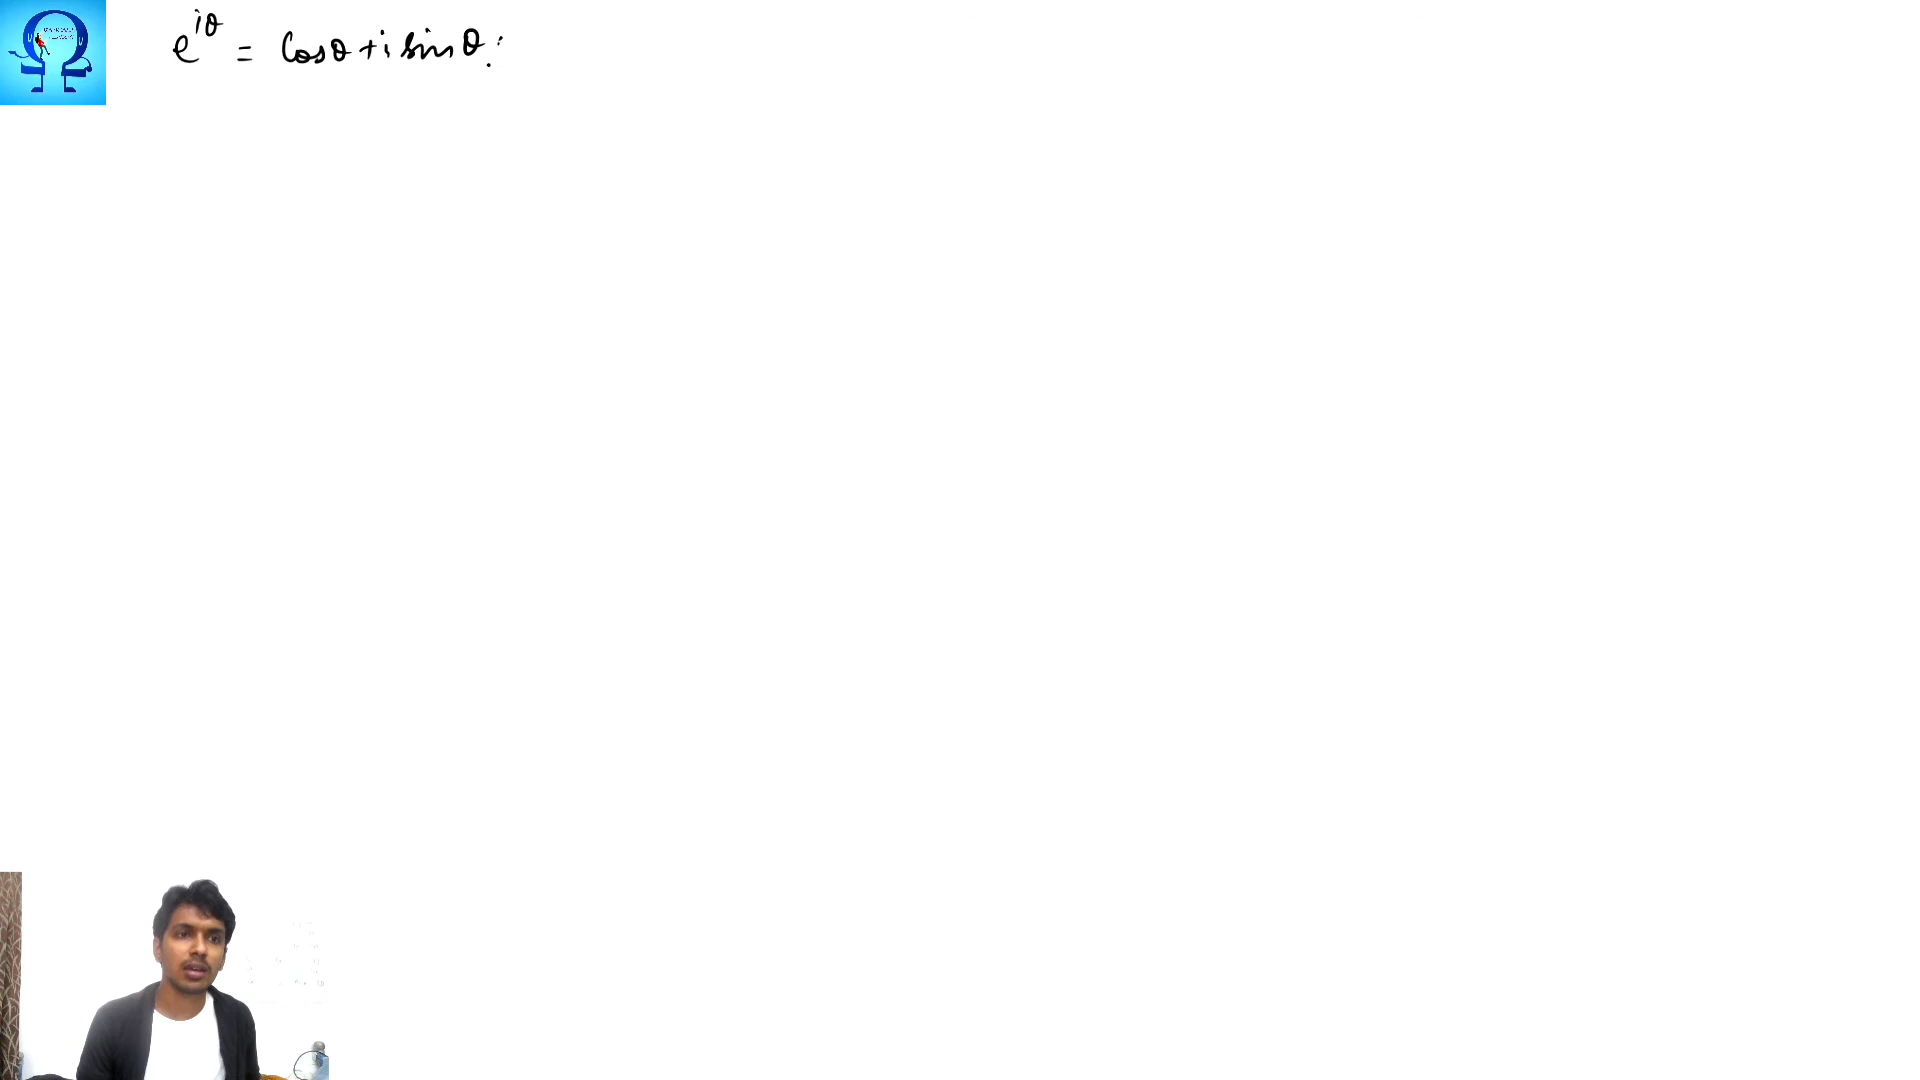 e^{iθ} = cosθ + i sinθ.